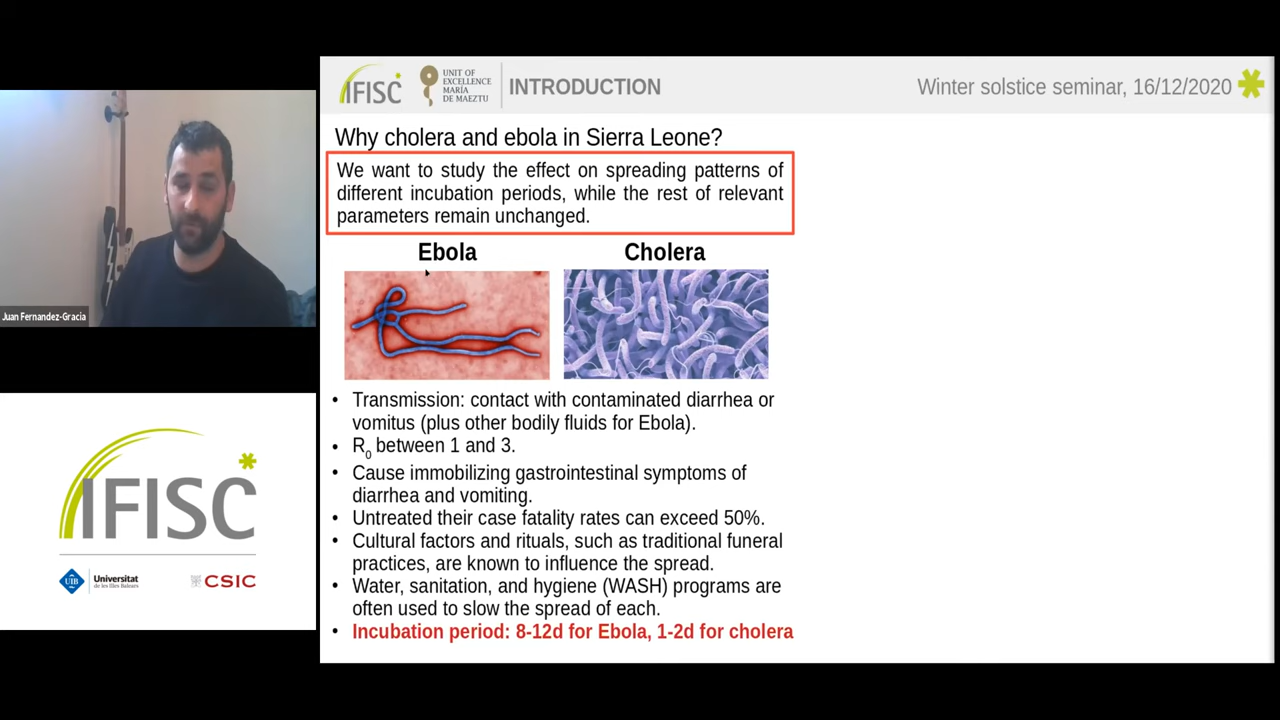 IFISC
UNIT OF
EXCELLENCE
MARÍA
DE MAEZTU
INTRODUCTION
Winter solstice seminar, 16/12/2020
Why cholera and ebola in Sierra Leone?
We want to study the effect on spreading patterns of
different incubation periods, while the rest of relevant
parameters remain unchanged.
Ebola
Cholera
• Transmission: contact with contaminated diarrhea or
vomitus (plus other bodily fluids for Ebola).
• R0 between 1 and 3.
• Cause immobilizing gastrointestinal symptoms of
diarrhea and vomiting.
• Untreated their case fatality rates can exceed 50%.
• Cultural factors and rituals, such as traditional funeral
practices, are known to influence the spread.
• Water, sanitation, and hygiene (WASH) programs are
often used to slow the spread of each.
• Incubation period: 8-12d for Ebola, 1-2d for cholera
Juan Fernandez-Gracia
IFISC
UIB
Universitat
de les Illes Balears
CSIC